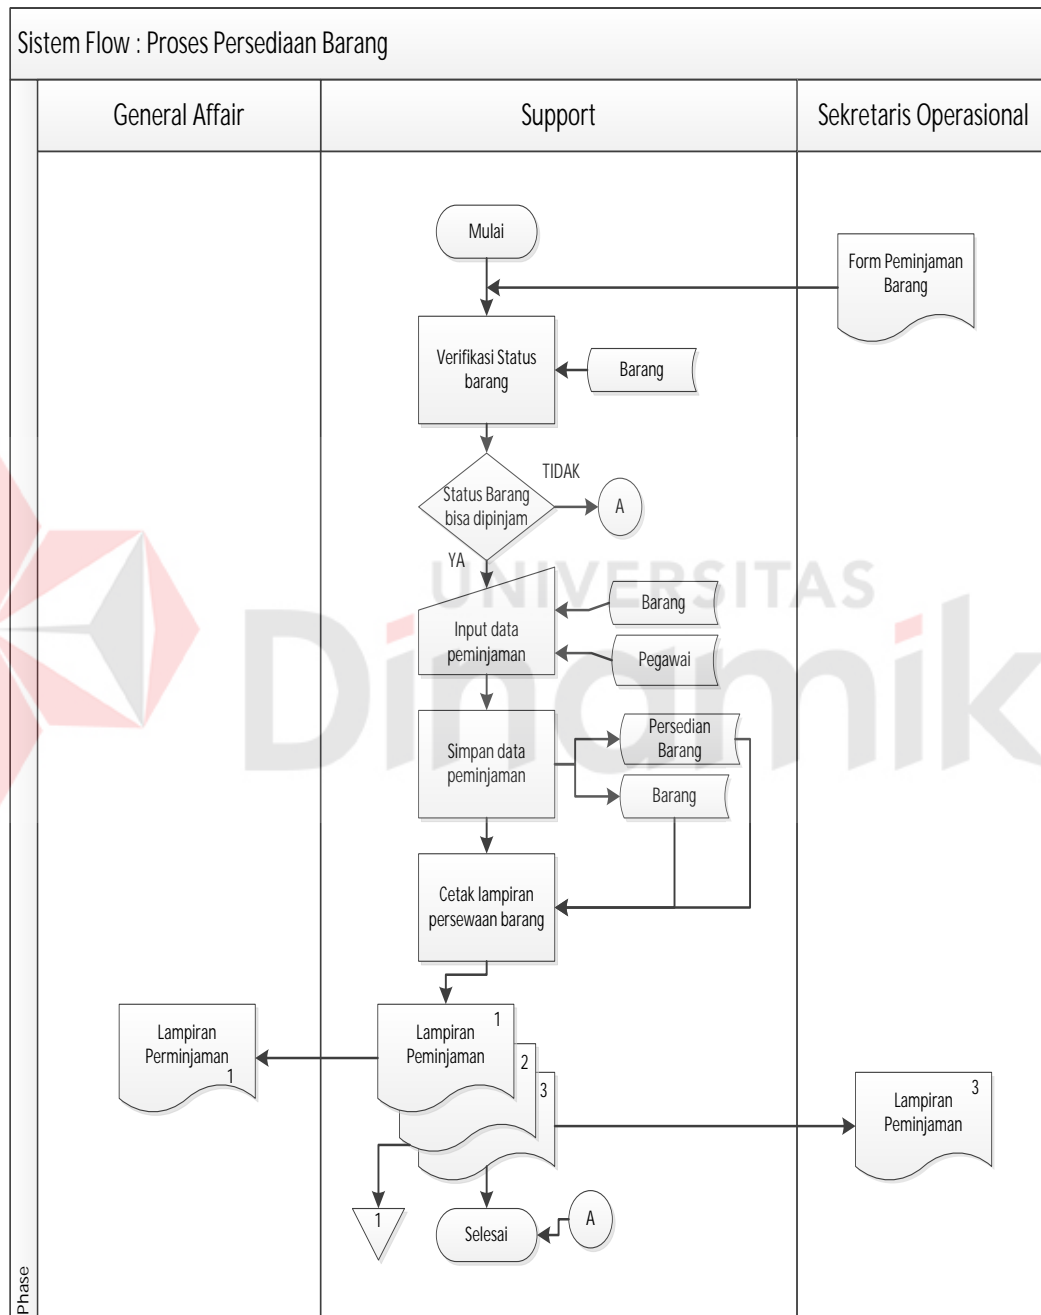 Sistem Flow : Proses Persediaan Barang
General Affair
Support
Sekretaris Operasional
Mulai
Form Peminjaman
Barang
Verifikasi Status
barang
Barang
TIDAK
Status Barang
bisa dipinjam
A
YA
UNIVERSITAS
Dinamik
Barang
Input data
peminjaman
Pegawai
Persedian
Barang
Simpan data
peminjaman
Barang
Cetak lampiran
persewaan barang
Lampiran
Perminjaman
1
Lampiran
Peminjaman
1
2
3
Lampiran
Peminjaman
3
1
Selesai
A
Phase